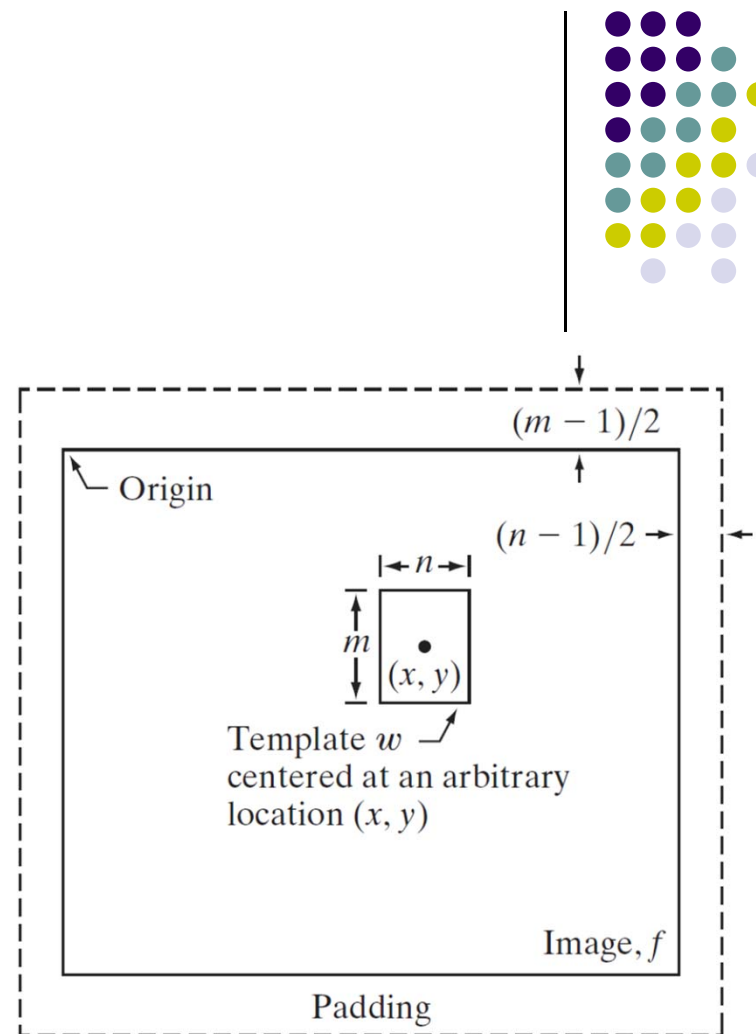 (m − 1)/2
Origin
(n − 1)/2
n
m
(x, y)
Template w
centered at an arbitrary
location (x, y)
Image, f
Padding